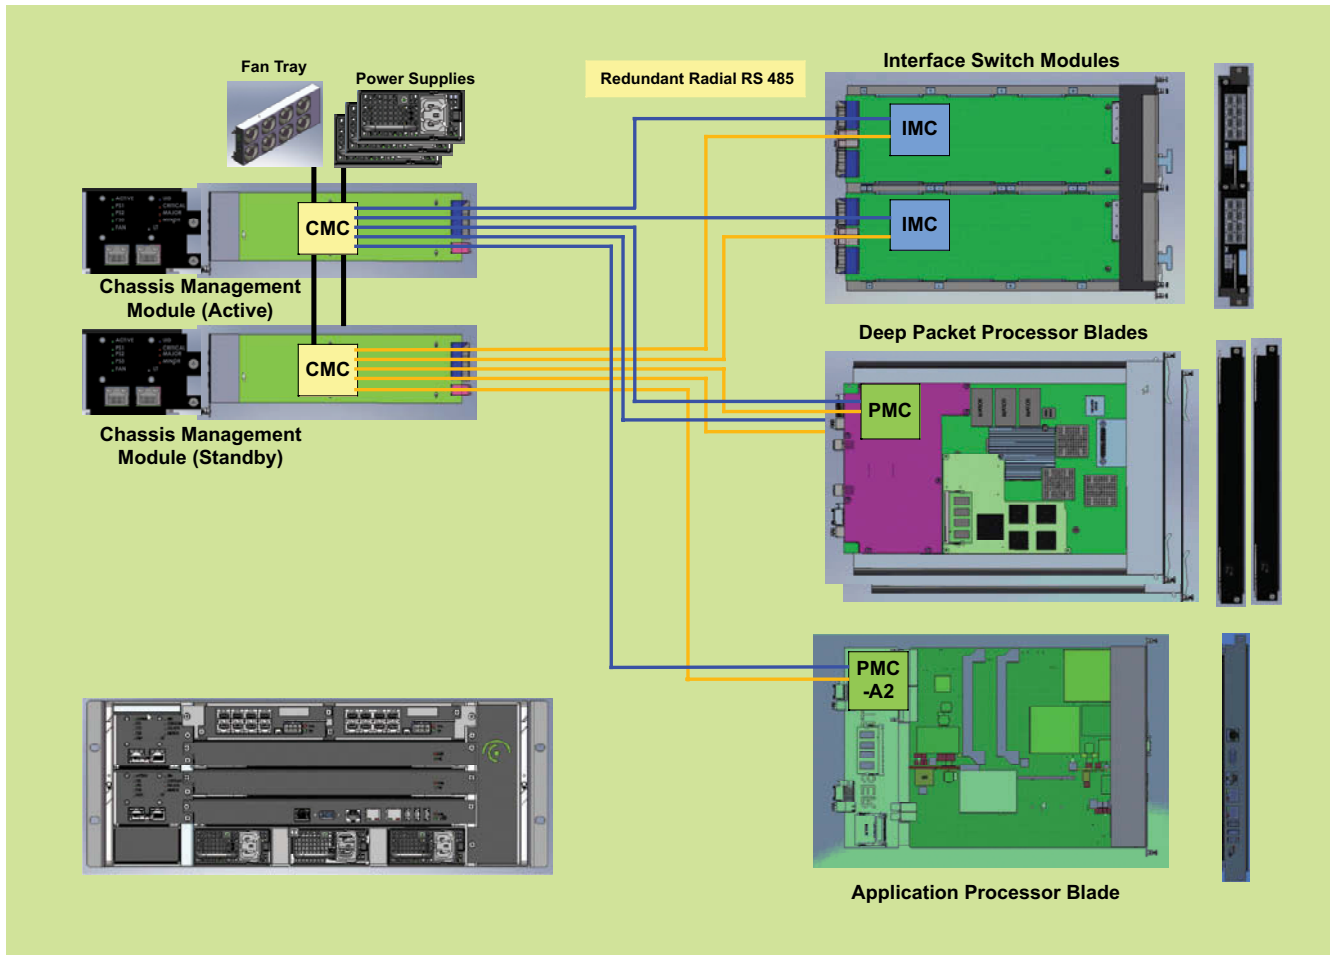 Fan Tray
Power Supplies
Redundant Radial RS 485
Interface Switch Modules
IMC
CMC
IMC
Chassis Management
Module (Active)
Deep Packet Processor Blades
CMC
PMC
Chassis Management
Module (Standby)
PMC
-A2
Application Processor Blade